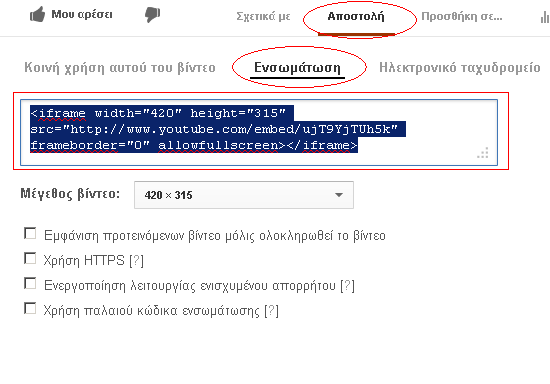 Μου αρέσει Σχετικά με Αποστολή Προσθήκη σε...
Κοινή χρήση αυτού του βίντεο Ενσωμάτωση Ηλεκτρονικό ταχυδρομείο
<iframe width="420" height="315"
src="http://www.youtube.com/embed/ujT9YjTUh5k"
frameborder="0" allowfullscreen></iframe>
Μέγεθος βίντεο: 420 × 315
Εμφάνιση προτεινόμενων βίντεο μόλις ολοκληρωθεί το βίντεο
Χρήση HTTPS [?]
Ενεργοποίηση λειτουργίας ενισχυμένου απορρήτου [?]
Χρήση παλαιού κώδικα ενσωμάτωσης [?]